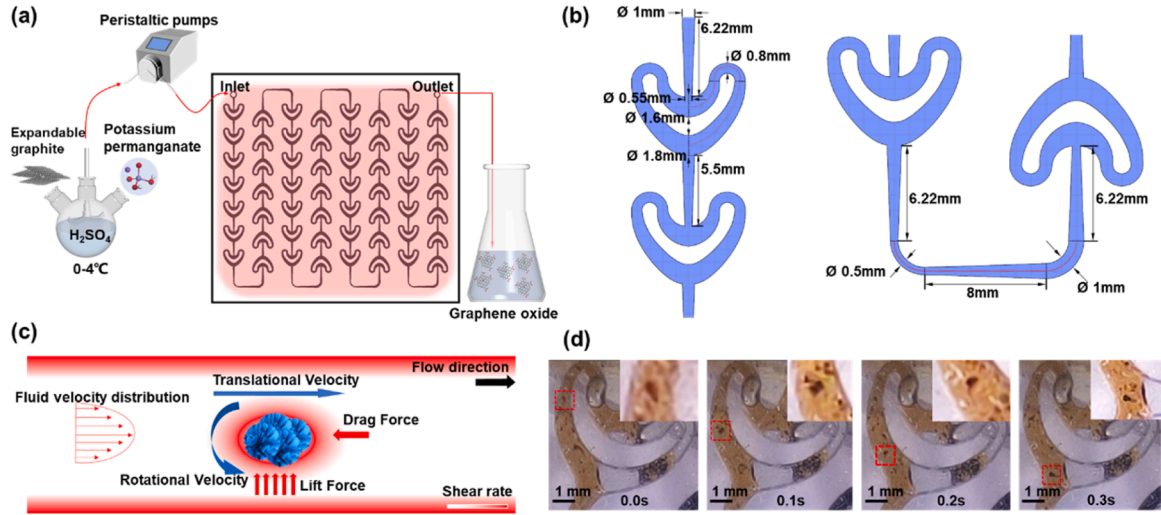 (a)
Peristaltic pumps
Inlet
Outlet
Expandable
graphite
Potassium
permanganate
H₂SO₄
0-4℃
Graphene oxide
(b)
Ø 1mm
6.22mm
Ø 0.8mm
Ø 0.55mm
Ø 1.6mm
Ø 1.8mm
5.5mm
6.22mm
6.22mm
Ø 0.5mm
8mm
Ø 1mm
(c)
Flow direction
Translational Velocity
Fluid velocity distribution
Drag Force
Rotational Velocity
Lift Force
Shear rate
(d)
1 mm
0.0s
1 mm
0.1s
1 mm
0.2s
1 mm
0.3s